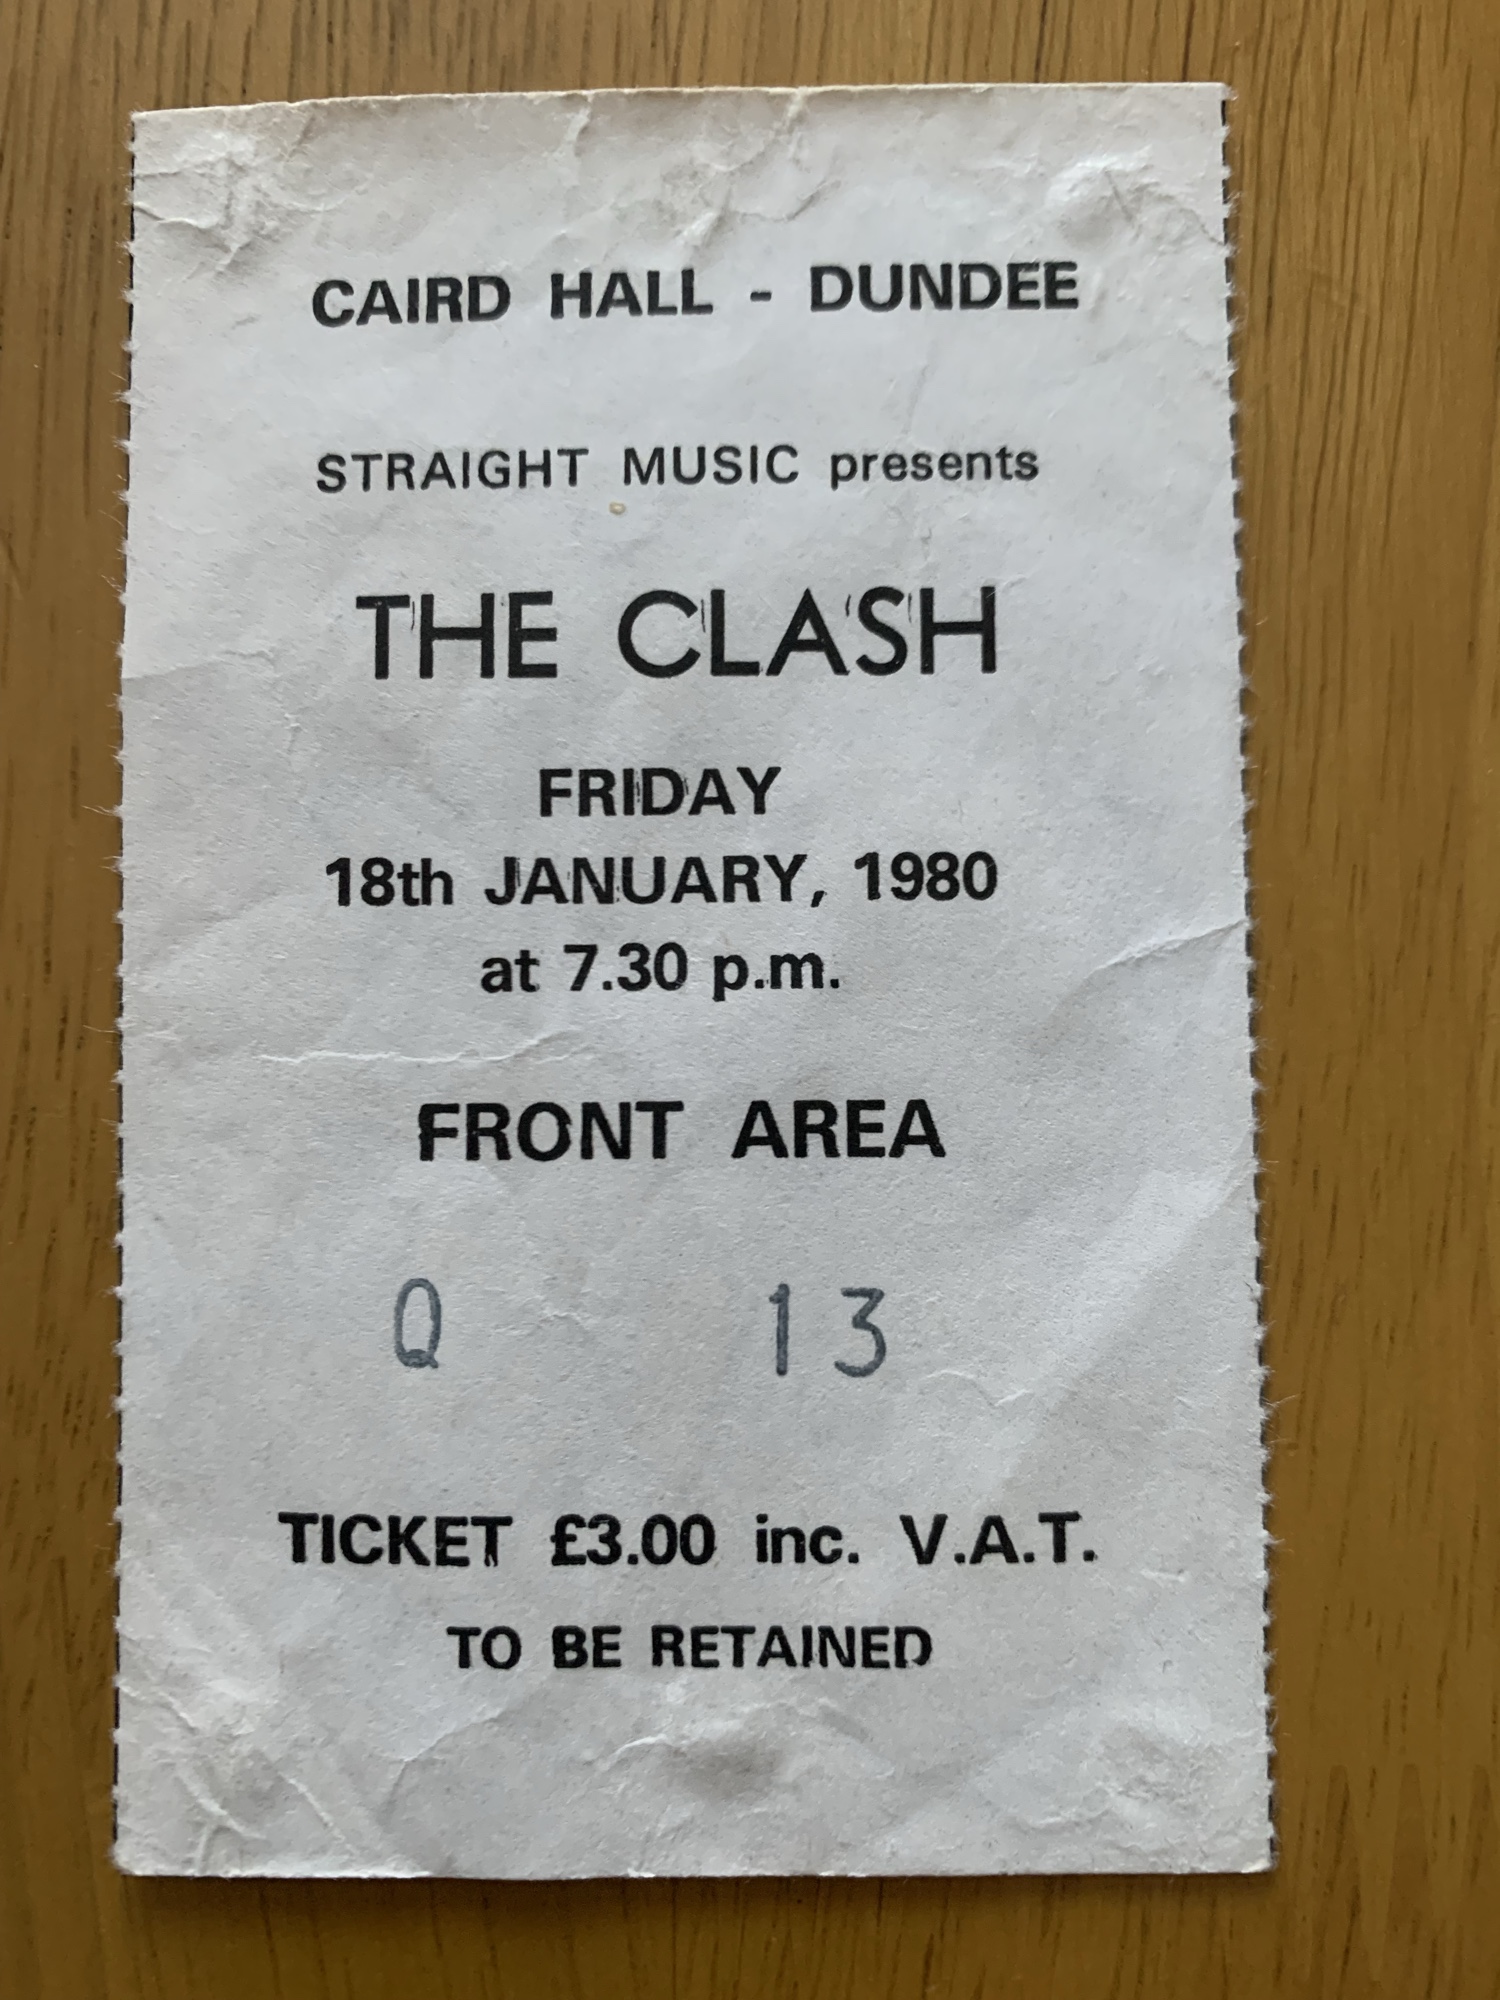 CAIRD HALL - DUNDEE
STRAIGHT MUSIC presents
THE CLASH
FRIDAY
18th JANUARY, 1980
at 7.30 p.m.
FRONT AREA
Q 13
TICKET £3.00 inc. V.A.T.
TO BE RETAINED